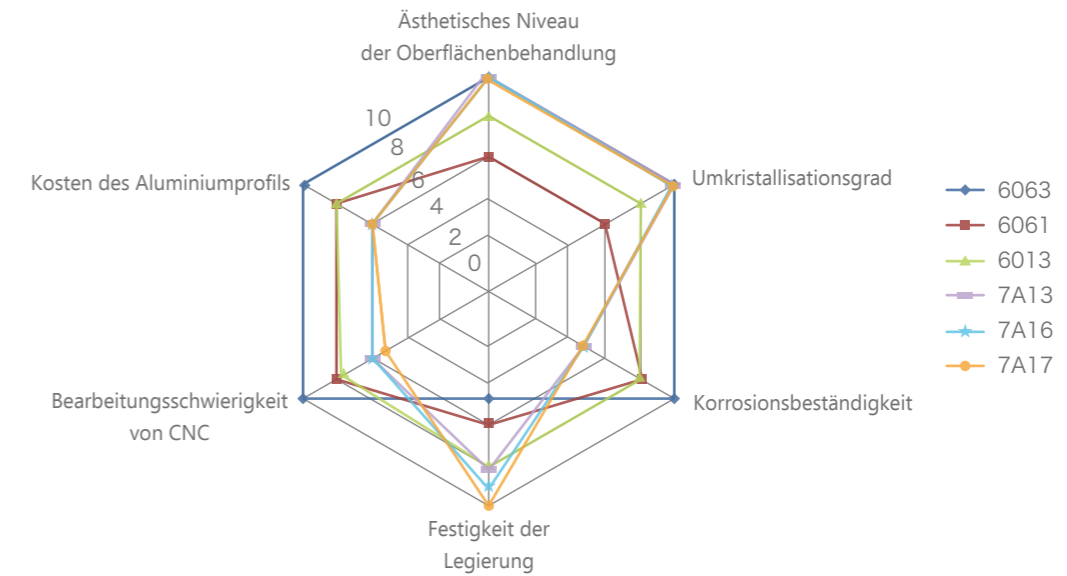 Ästhetisches Niveau
der Oberflächenbehandlung
10
8
6
4
2
0
Kosten des Aluminiumprofils
Umkristallisationsgrad
Bearbeitungsschwierigkeit
von CNC
Korrosionsbeständigkeit
Festigkeit der
Legierung
6063
6061
6013
7A13
7A16
7A17